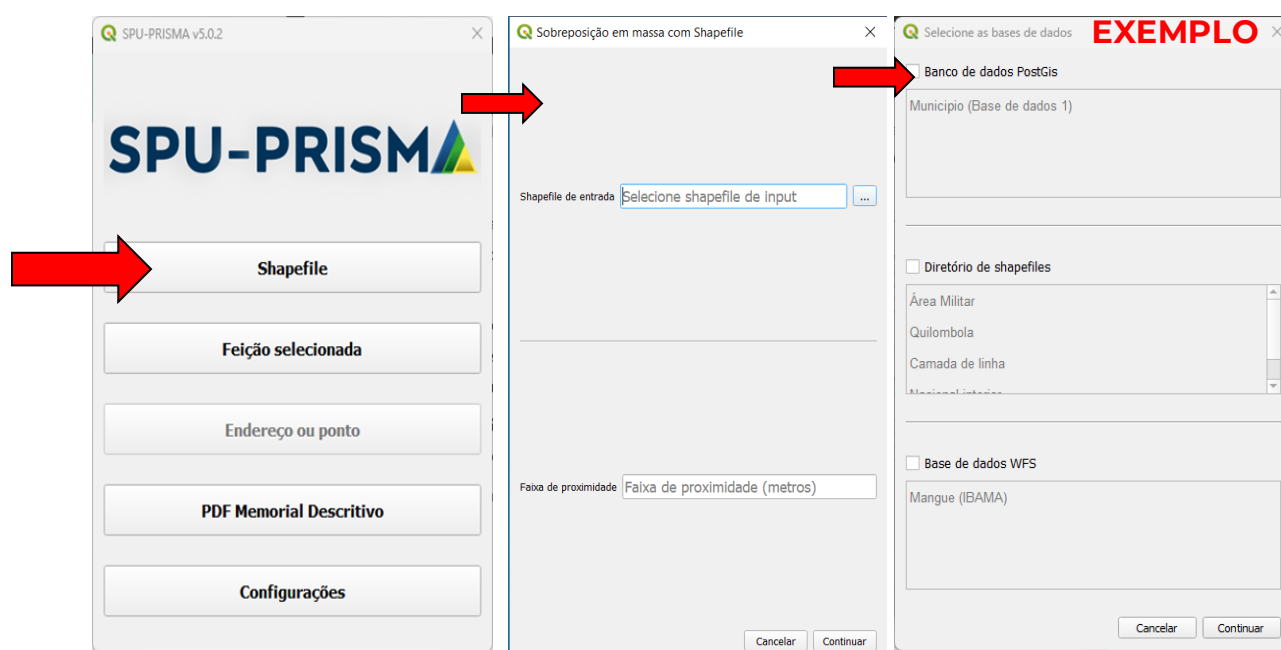 SPU-PRISMA v5.0.2
SPU-PRISMA
Shapefile
Feição selecionada
Endereço ou ponto
PDF Memorial Descritivo
Configurações
Sobreposição em massa com Shapefile
Shapefile de entrada Selecione shapefile de input ...
Faixa de proximidade Faixa de proximidade (metros)
Cancelar Continuar
Selecione as bases de dados EXEMPLO
Banco de dados PostGis
Municipio (Base de dados 1)
Diretório de shapefiles
Área Militar
Quilombola
Camada de linha
Base de dados WFS
Mangue (IBAMA)
Cancelar Continuar